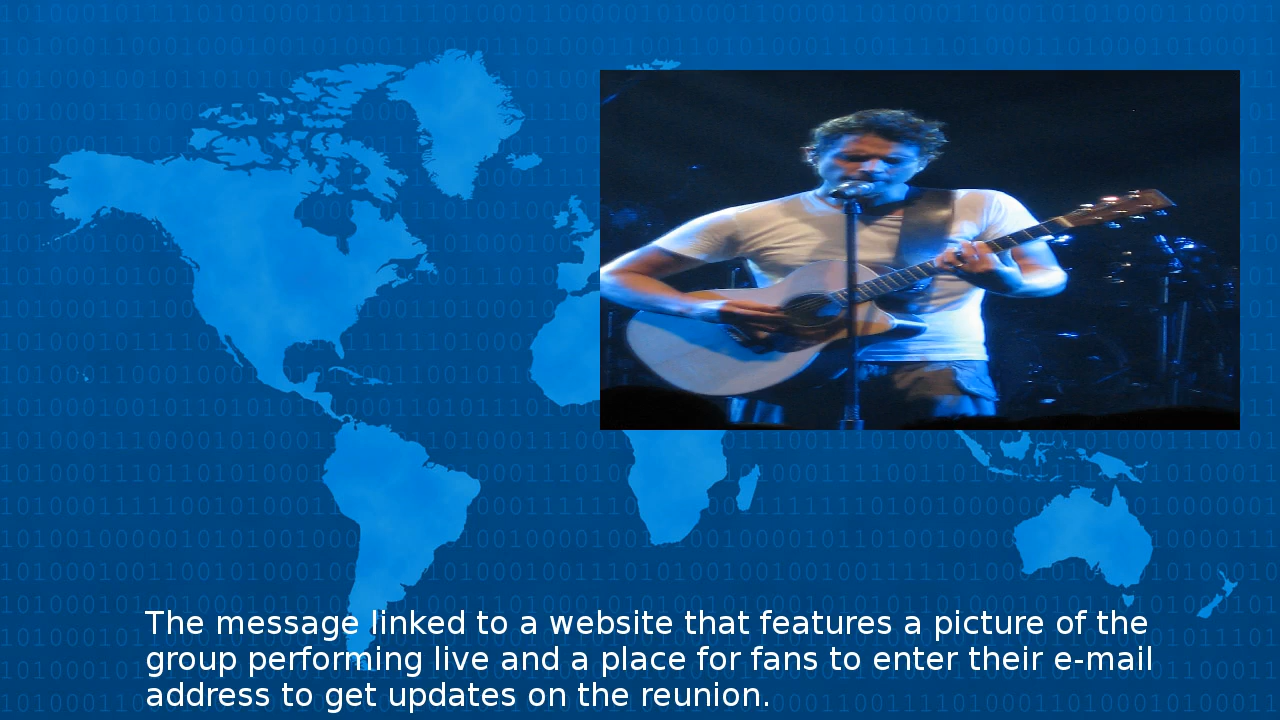 The message linked to a website that features a picture of the
group performing live and a place for fans to enter their e-mail
address to get updates on the reunion.